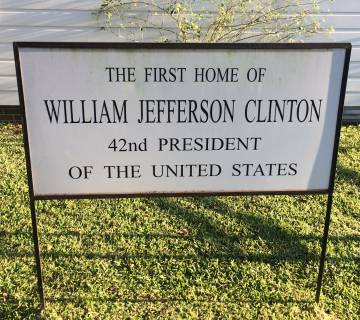 THE FIRST HOME OF
WILLIAM JEFFERSON CLINTON
42nd PRESIDENT
OF THE UNITED STATES